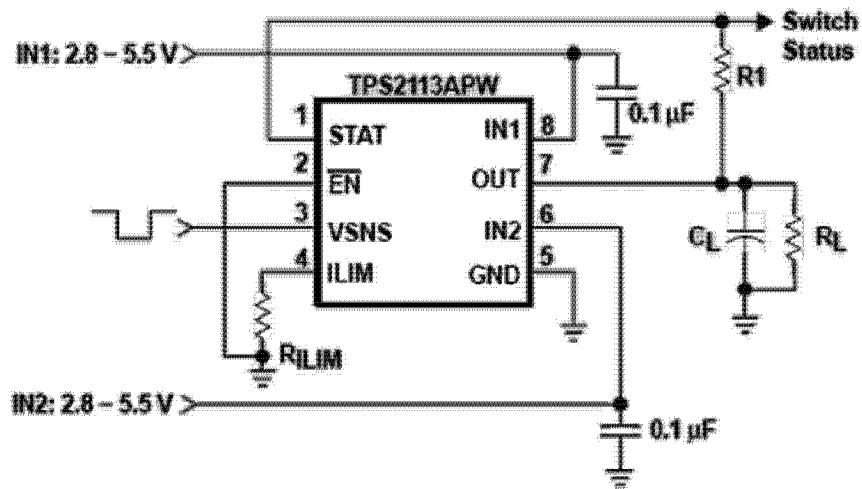 Switch
Status
IN1: 2.8 – 5.5 V
R1
TPS2113APW
0.1 µF
1
STAT
IN1
8
2
EN
OUT
7
3
VSNS
IN2
6
4
ILIM
GND
5
CL
RL
RILIM
IN2: 2.8 – 5.5 V
0.1 µF